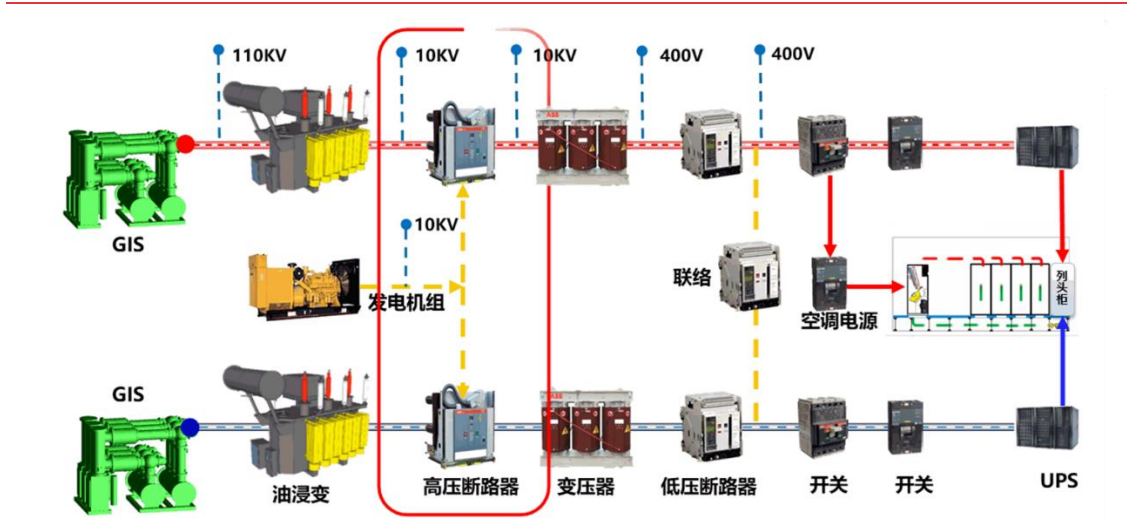 110KV
10KV
10KV
400V
400V
GIS
ABB
10KV
发电机组
联络
空调电源
列头柜
GIS
油浸变
高压断路器
变压器
低压断路器
开关
开关
UPS